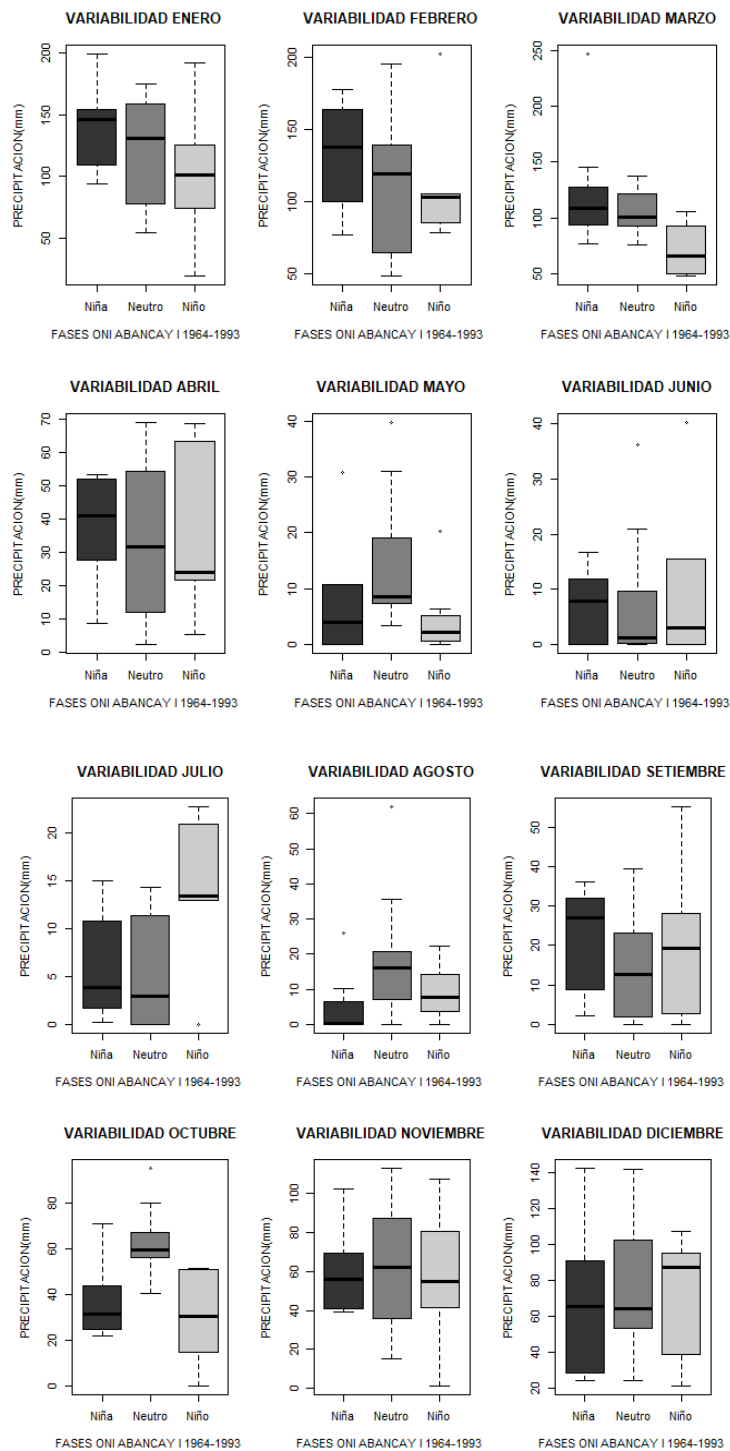 VARIABILIDAD ENERO
VARIABILIDAD FEBRERO
VARIABILIDAD MARZO
PRECIPITACION(mm)
50
100
150
200
Niña Neutro Niño
FASES ONI ABANCAY I 1964-1993
PRECIPITACION(mm)
50
100
150
200
Niña Neutro Niño
FASES ONI ABANCAY I 1964-1993
PRECIPITACION(mm)
50
100
150
200
250
Niña Neutro Niño
FASES ONI ABANCAY I 1964-1993
VARIABILIDAD ABRIL
VARIABILIDAD MAYO
VARIABILIDAD JUNIO
PRECIPITACION(mm)
0
10
20
30
40
50
60
70
Niña Neutro Niño
FASES ONI ABANCAY I 1964-1993
PRECIPITACION(mm)
0
10
20
30
40
Niña Neutro Niño
FASES ONI ABANCAY I 1964-1993
PRECIPITACION(mm)
0
10
20
30
40
Niña Neutro Niño
FASES ONI ABANCAY I 1964-1993
VARIABILIDAD JULIO
VARIABILIDAD AGOSTO
VARIABILIDAD SETIEMBRE
PRECIPITACION(mm)
0
5
10
15
20
Niña Neutro Niño
FASES ONI ABANCAY I 1964-1993
PRECIPITACION(mm)
0
10
20
30
40
50
60
Niña Neutro Niño
FASES ONI ABANCAY I 1964-1993
PRECIPITACION(mm)
0
10
20
30
40
50
Niña Neutro Niño
FASES ONI ABANCAY I 1964-1993
VARIABILIDAD OCTUBRE
VARIABILIDAD NOVIEMBRE
VARIABILIDAD DICIEMBRE
PRECIPITACION(mm)
0
20
40
60
80
Niña Neutro Niño
FASES ONI ABANCAY I 1964-1993
PRECIPITACION(mm)
0
20
40
60
80
100
Niña Neutro Niño
FASES ONI ABANCAY I 1964-1993
PRECIPITACION(mm)
20
40
60
80
100
120
140
Niña Neutro Niño
FASES ONI ABANCAY I 1964-1993